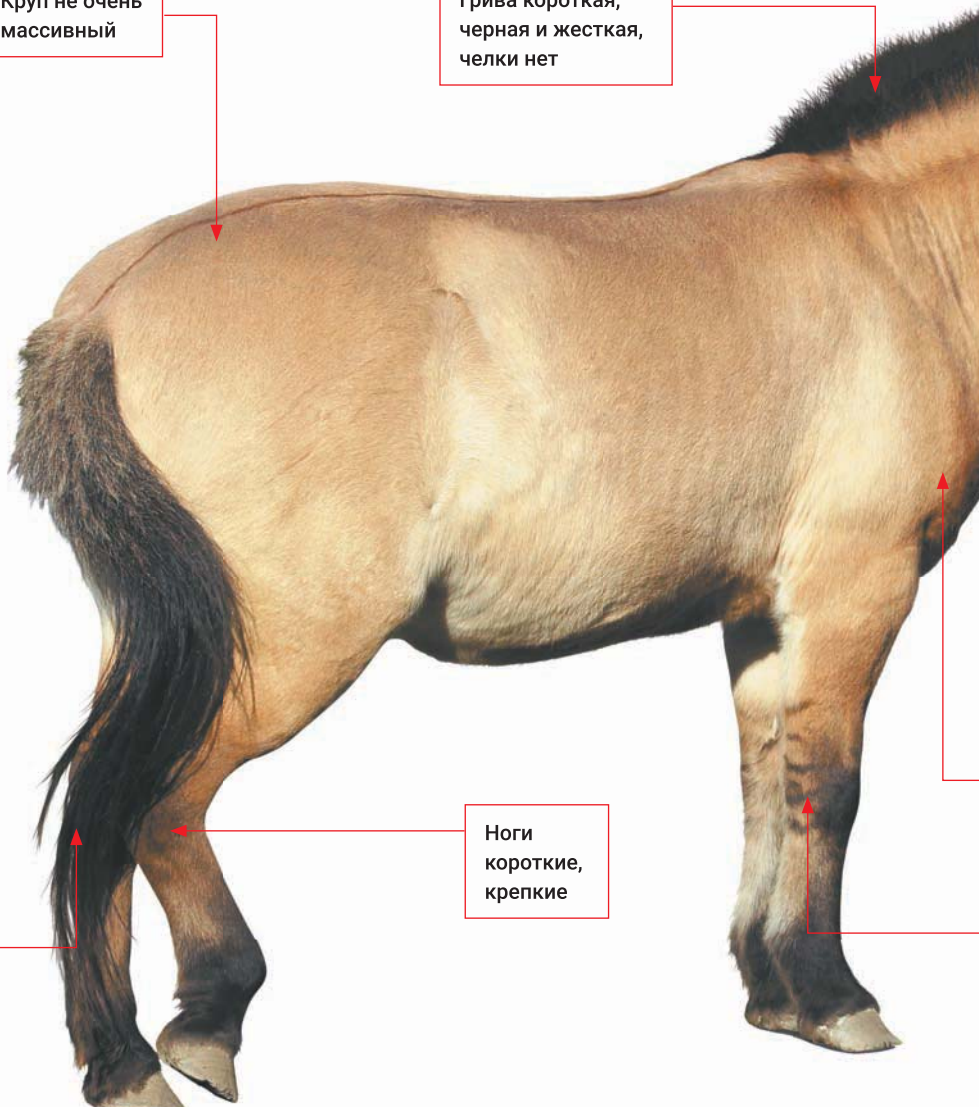 Круп не очень
массивный
Грива короткая,
черная и жесткая,
челки нет
Ноги
короткие,
крепкие